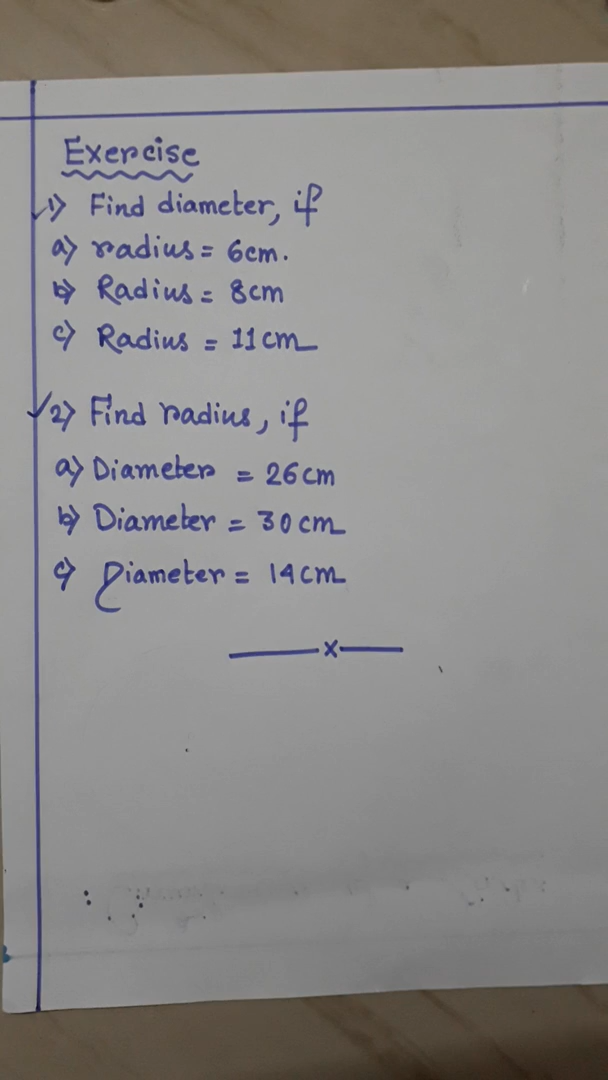 Exercise
1) Find diameter, if
a) radius = 6cm.
b) Radius = 8cm
c) Radius = 11cm
2) Find radius, if
a) Diameter = 26cm
b) Diameter = 30cm
c) Diameter = 14cm
x